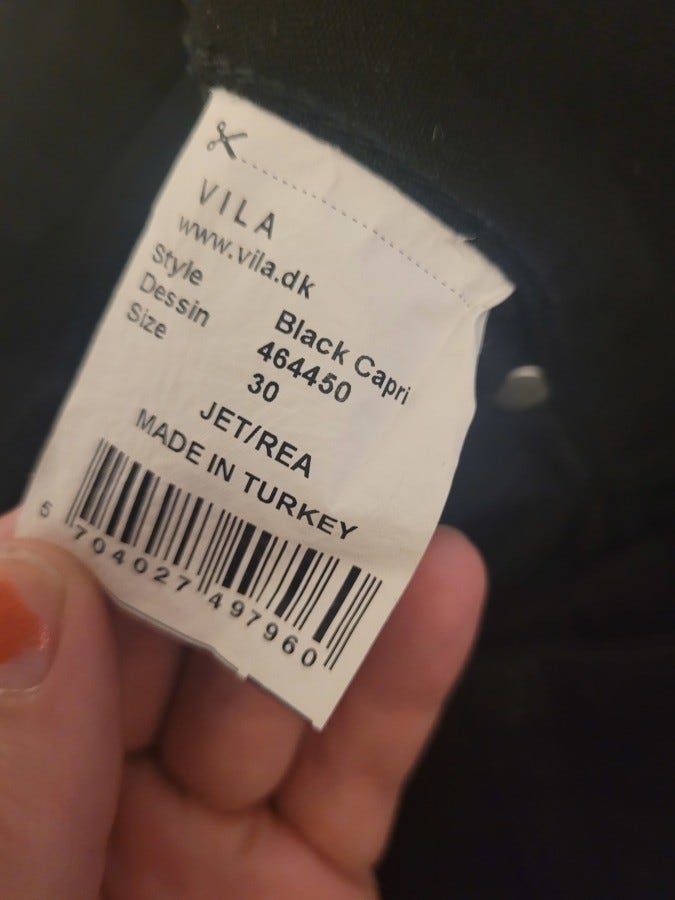 VILA
www.vila.dk
Style Black Capri
Dessin 464450
Size 30
JET/REA
MADE IN TURKEY
5 704027 497960